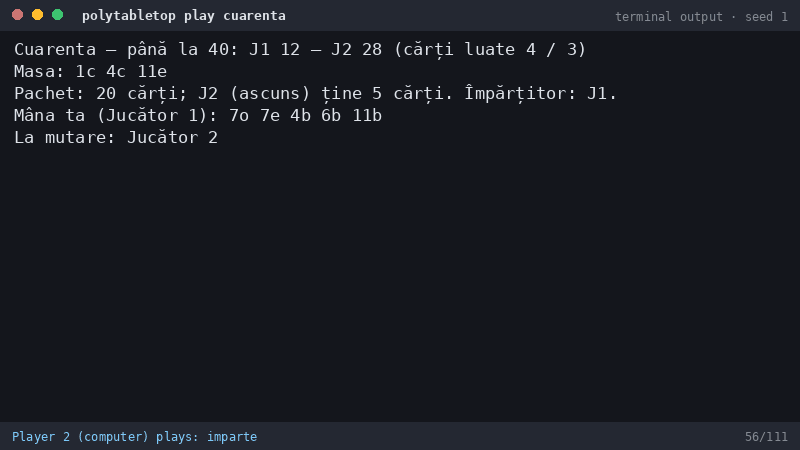 polytabletop play cuarenta
terminal output · seed 1
Cuarenta — până la 40: J1 12 — J2 28 (cărți luate 4 / 3)
Masa: 1c 4c 11e
Pachet: 20 cărți; J2 (ascuns) ține 5 cărți. Împărțitor: J1.
Mâna ta (Jucător 1): 7o 7e 4b 6b 11b
La mutare: Jucător 2
Player 2 (computer) plays: imparte
56/111